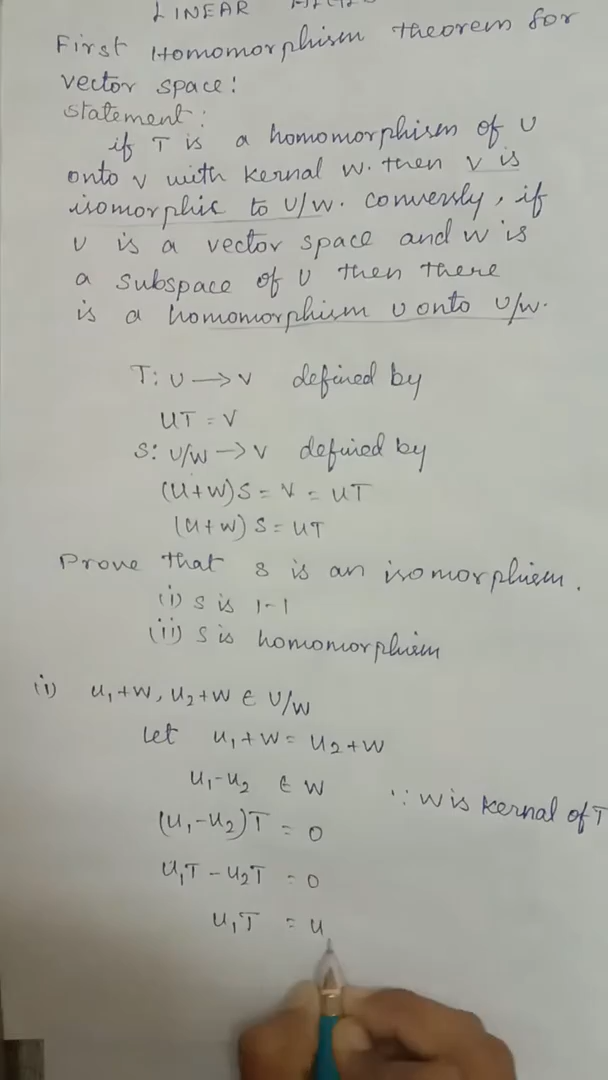 LINEAR
First Homomorphism theorem for
vector space:
Statement:
if T is a homomorphism of U
onto V with kernal W. then V is
isomorphic to U/W. conversly, if
U is a vector space and W is
a subspace of U then there
is a homomorphism U onto U/W.
T: U → V defined by
UT = V
S: U/W → V defined by
(U+W)S = V = UT
(U+W) S = UT
Prove that S is an isomorphism.
(i) S is 1-1
(ii) S is homomorphism
(i) u₁+W, u₂+W ∈ U/W
Let u₁+W = u₂+W
u₁-u₂ ∈ W ∵ W is kernal of T
(u₁-u₂)T = 0
u₁T - u₂T = 0
u₁T = u